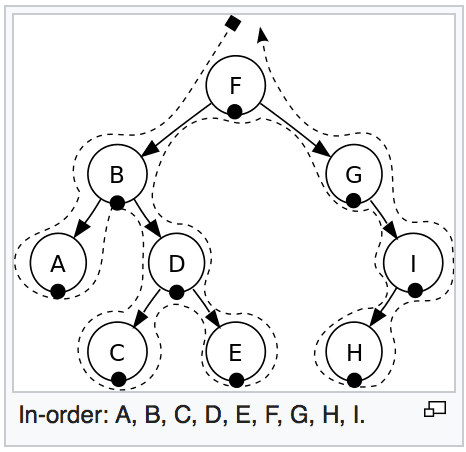 F
B
G
A
D
I
C
E
H
In-order: A, B, C, D, E, F, G, H, I.